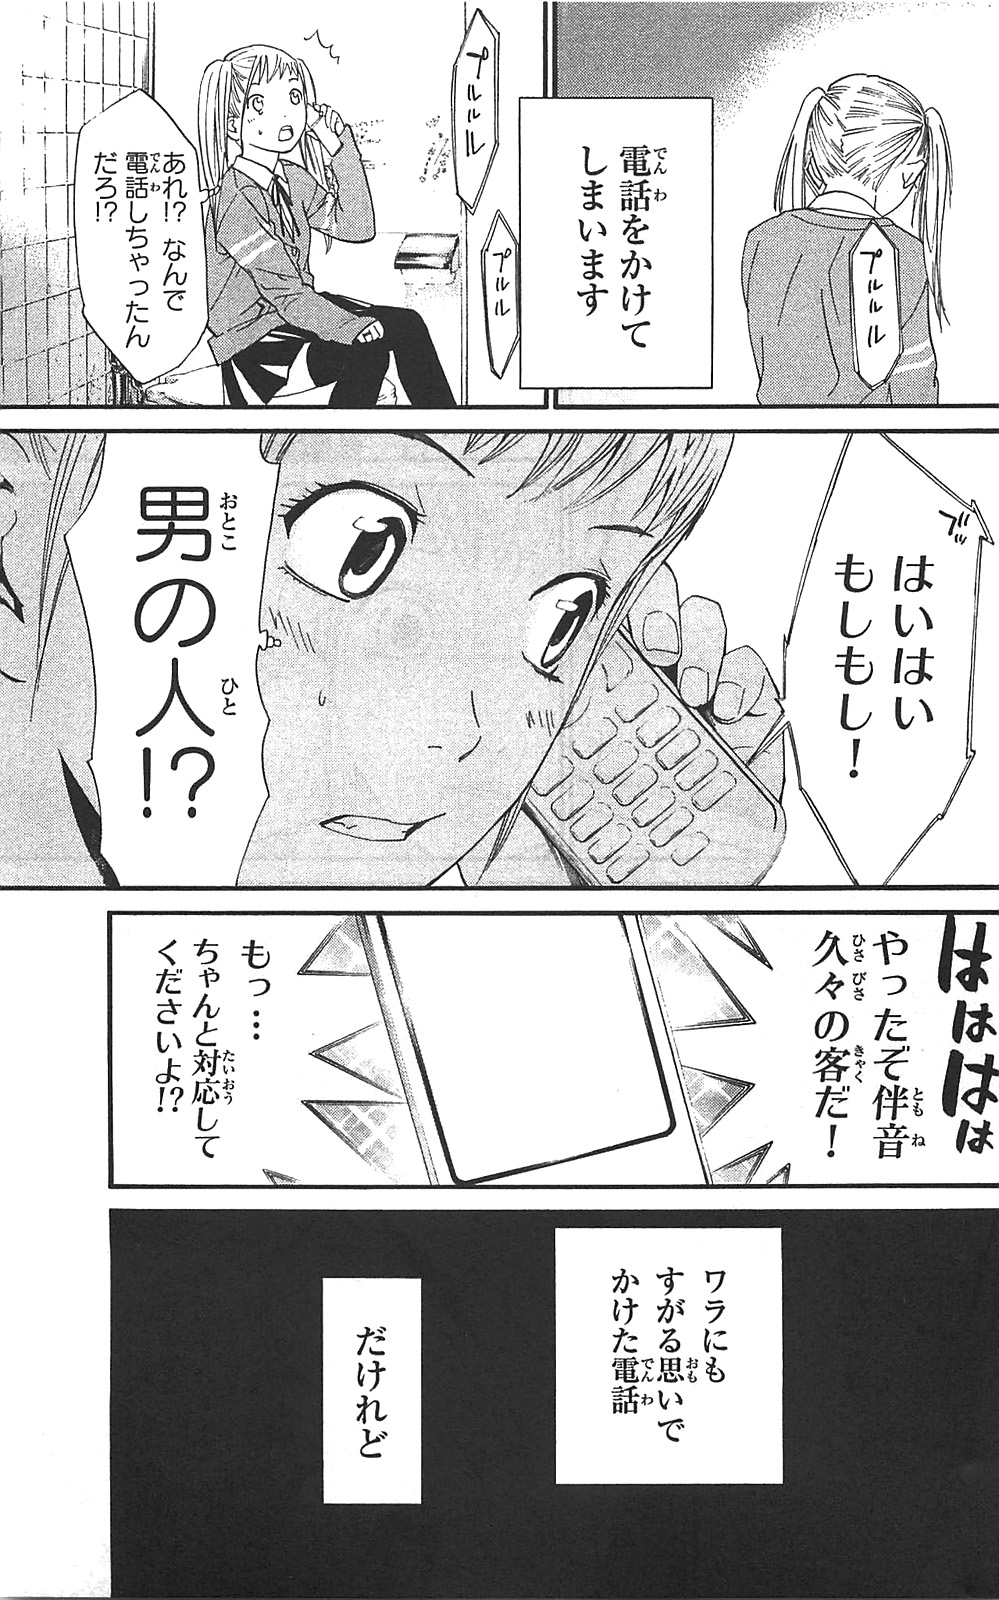 プルルル
電話をかけて
しまいます
プルルル
プルルル
あれ!?なんで
電話しちゃったん
だろ!?
ブッ
はいはい
もしもし!
男の人!?
はははは
やったぞ伴音
久々の客だ!
もっ…
ちゃんと対応して
くださいよ!?
ワラにも
すがる思いで
かけた電話
だけれど